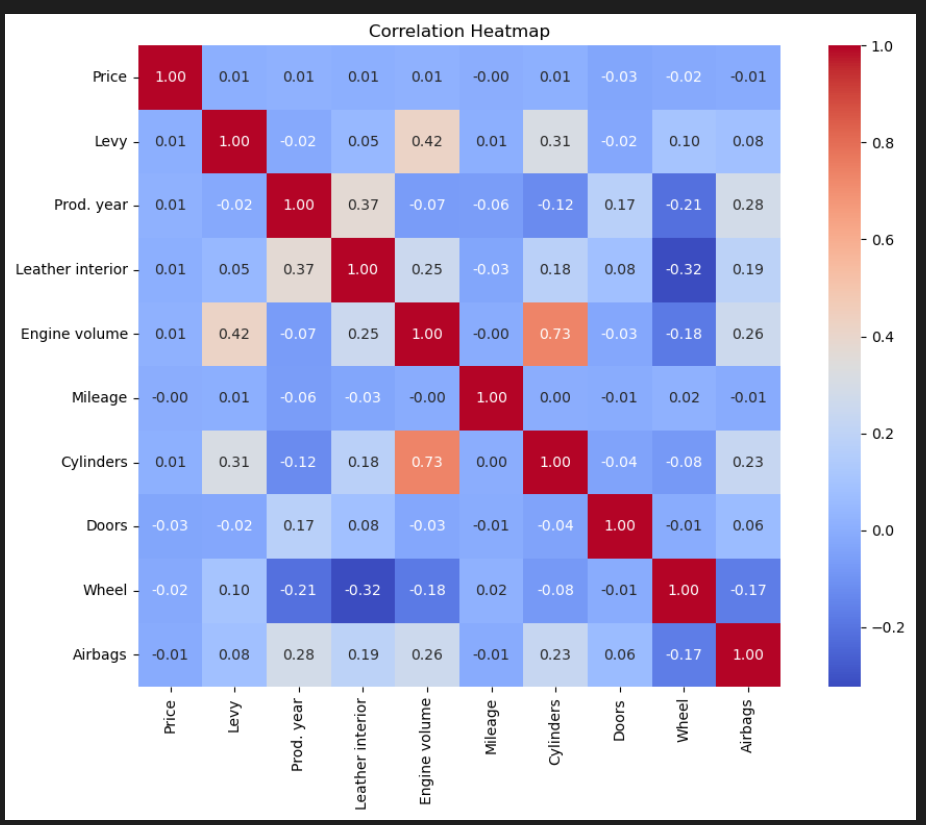 Correlation Heatmap
Price 1.00 0.01 0.01 0.01 0.01 -0.00 0.01 -0.03 -0.02 -0.01
Levy 0.01 1.00 -0.02 0.05 0.42 0.01 0.31 -0.02 0.10 0.08
Prod. year 0.01 -0.02 1.00 0.37 -0.07 -0.06 -0.12 0.17 -0.21 0.28
Leather interior 0.01 0.05 0.37 1.00 0.25 -0.03 0.18 0.08 -0.32 0.19
Engine volume 0.01 0.42 -0.07 0.25 1.00 -0.00 0.73 -0.03 -0.18 0.26
Mileage -0.00 0.01 -0.06 -0.03 -0.00 1.00 0.00 -0.01 0.02 -0.01
Cylinders 0.01 0.31 -0.12 0.18 0.73 0.00 1.00 -0.04 -0.08 0.23
Doors -0.03 -0.02 0.17 0.08 -0.03 -0.01 -0.04 1.00 -0.01 0.06
Wheel -0.02 0.10 -0.21 -0.32 -0.18 0.02 -0.08 -0.01 1.00 -0.17
Airbags -0.01 0.08 0.28 0.19 0.26 -0.01 0.23 0.06 -0.17 1.00
Price
Levy
Prod. year
Leather interior
Engine volume
Mileage
Cylinders
Doors
Wheel
Airbags
1.0
0.8
0.6
0.4
0.2
0.0
−0.2